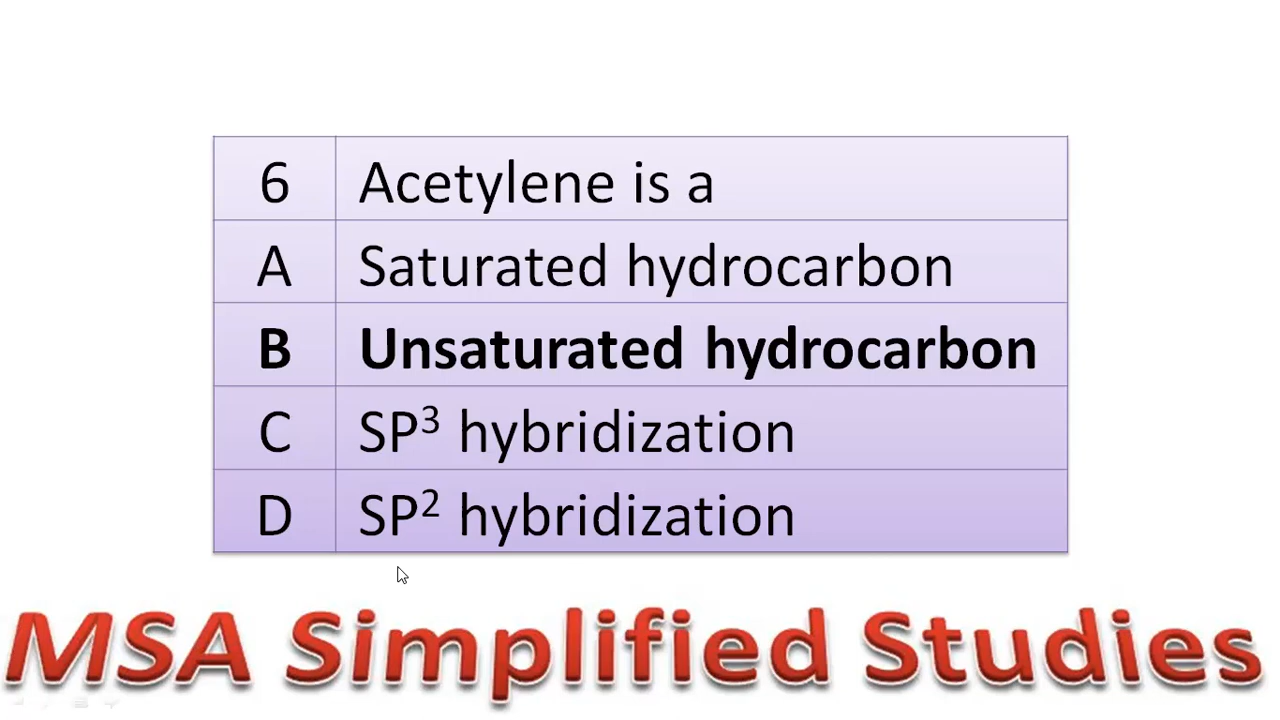 6 Acetylene is a
A Saturated hydrocarbon
B Unsaturated hydrocarbon
C SP³ hybridization
D SP² hybridization
MSA Simplified Studies